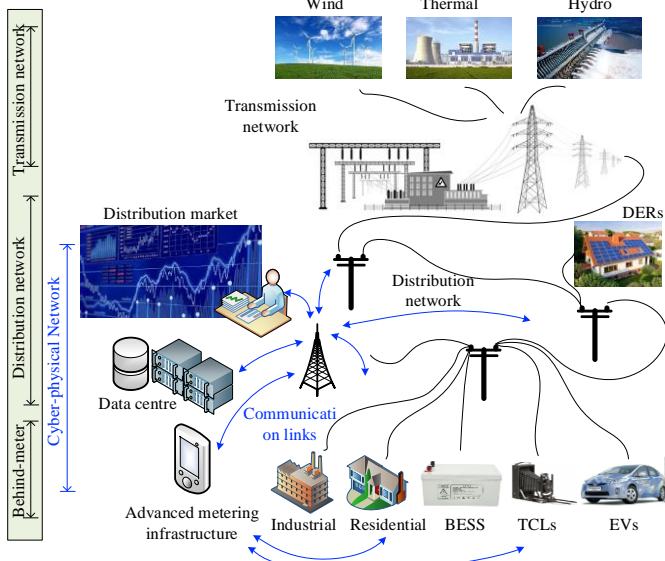 Wind
Thermal
Hydro
Transmission network
Transmission
network
Distribution market
DERs
Distribution network
Cyber-physical Network
Distribution
network
Data centre
Communicati
on links
Behind-meter
Advanced metering
infrastructure
Industrial
Residential
BESS
TCLs
EVs